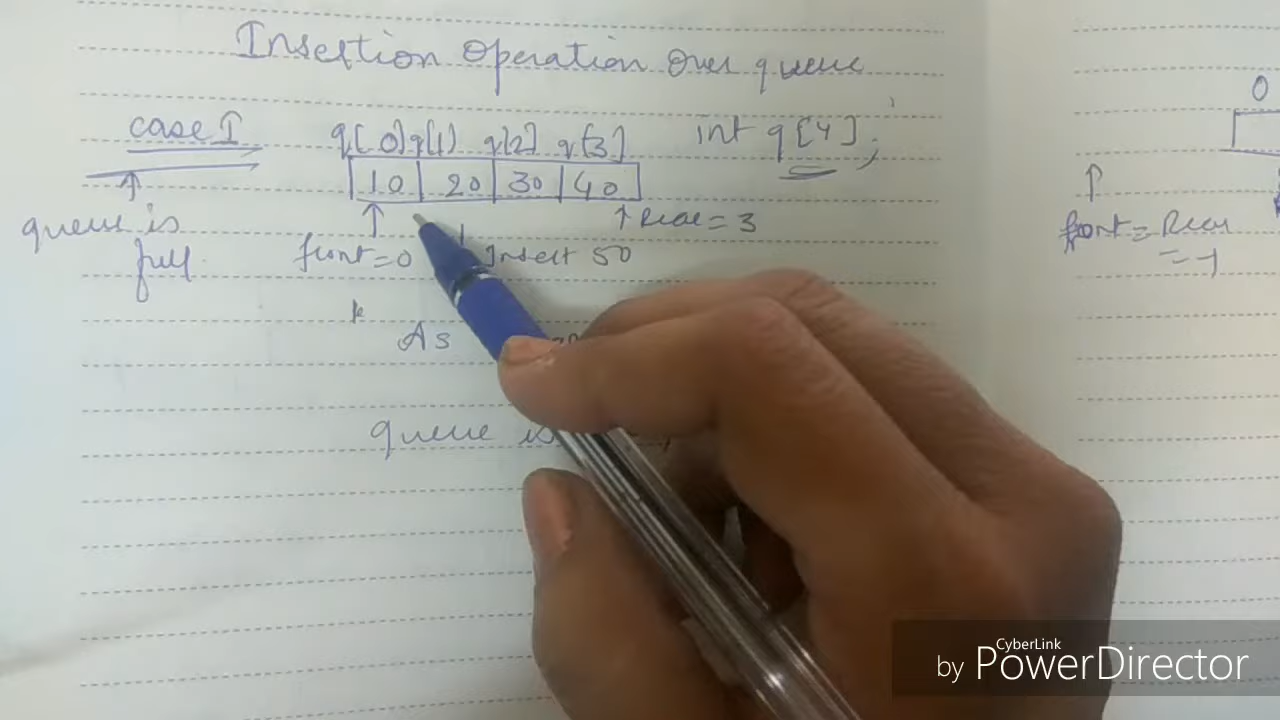 Insertion Operation Over queue
case I
q[0] q[1] q[2] q[3]
int q[4];
10 20 30 40
queue is
full
front=0
Rear=3
Insert 50
As
queue is
0
front=Rear
=-1
CyberLink
by PowerDirector